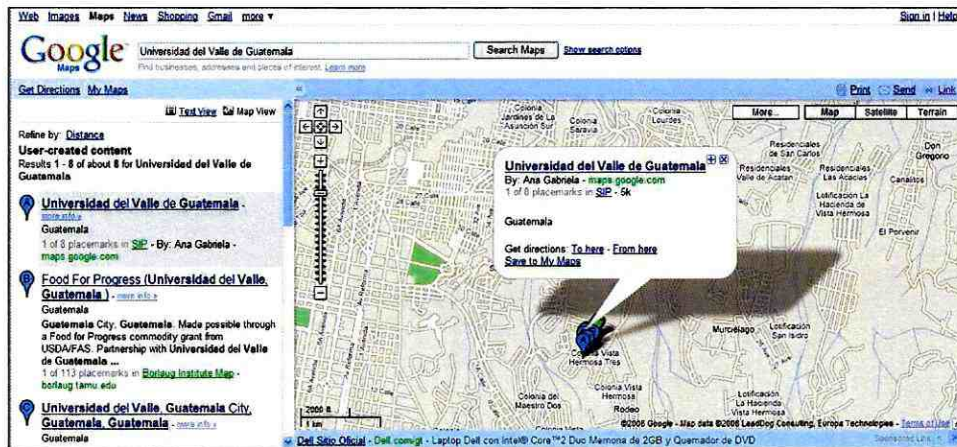 Web Images Maps News Shopping Gmail more ▼
Sign in | Help
Google
Maps
Universidad del Valle de Guatemala
Search Maps
Show search options
Find businesses, addresses and places of interest. Learn more
Get Directions My Maps
«
Print Send Link
Text View Map View
Refine by: Distance
User-created content
Results 1 - 8 of about 8 for Universidad del Valle de
Guatemala
A
Universidad del Valle de Guatemala -
more info »
Guatemala
1 of 8 placemarks in SIP - By: Ana Gabriela -
maps.google.com
B
Food For Progress (Universidad del Valle,
Guatemala ) - more info »
Guatemala
Guatemala City, Guatemala. Made possible through
a Food for Progress commodity grant from
USDA/FAS. Partnership with Universidad del Valle
de Guatemala ...
1 of 113 placemarks in Borlaug Institute Map -
borlaug.tamu.edu
C
Universidad del Valle, Guatemala City,
Guatemala, Guatemala - more info »
Guatemala
More...
Map Satellite Terrain
Colonia
Jardines de La
Asunción Sur
Colonia
Saravia
Colonia
Lourdes
Residenciales
de San Carlos
Residenciales
Valle de Acatan
Residenciales
Las Acacias
Don
Gregorio
Canalitos
Lotificación La
Hacienda de
Vista Hermosa
El Porvenir
Universidad del Valle de Guatemala
By: Ana Gabriela - maps.google.com
1 of 8 placemarks in SIP - 5k
Guatemala
Get directions: To here - From here
Save to My Maps
Murciélago
Lotificación
San Isidro
Colonia Vista
Hermosa Tres
Colonia Vista
Hermosa
Colonia del
Maestro Dos
Rodeo
Lotificación
La Hacienda
Vista Hermosa
2000 ft
1 km
©2008 Google - Map data ©2008 LeadDog Consulting, Europa Technologies - Terms of Use
Dell Sitio Oficial - Dell.com/gt - Laptop Dell con Intel® Core™2 Duo Memoria de 2GB y Quemador de DVD
Sponsored Link